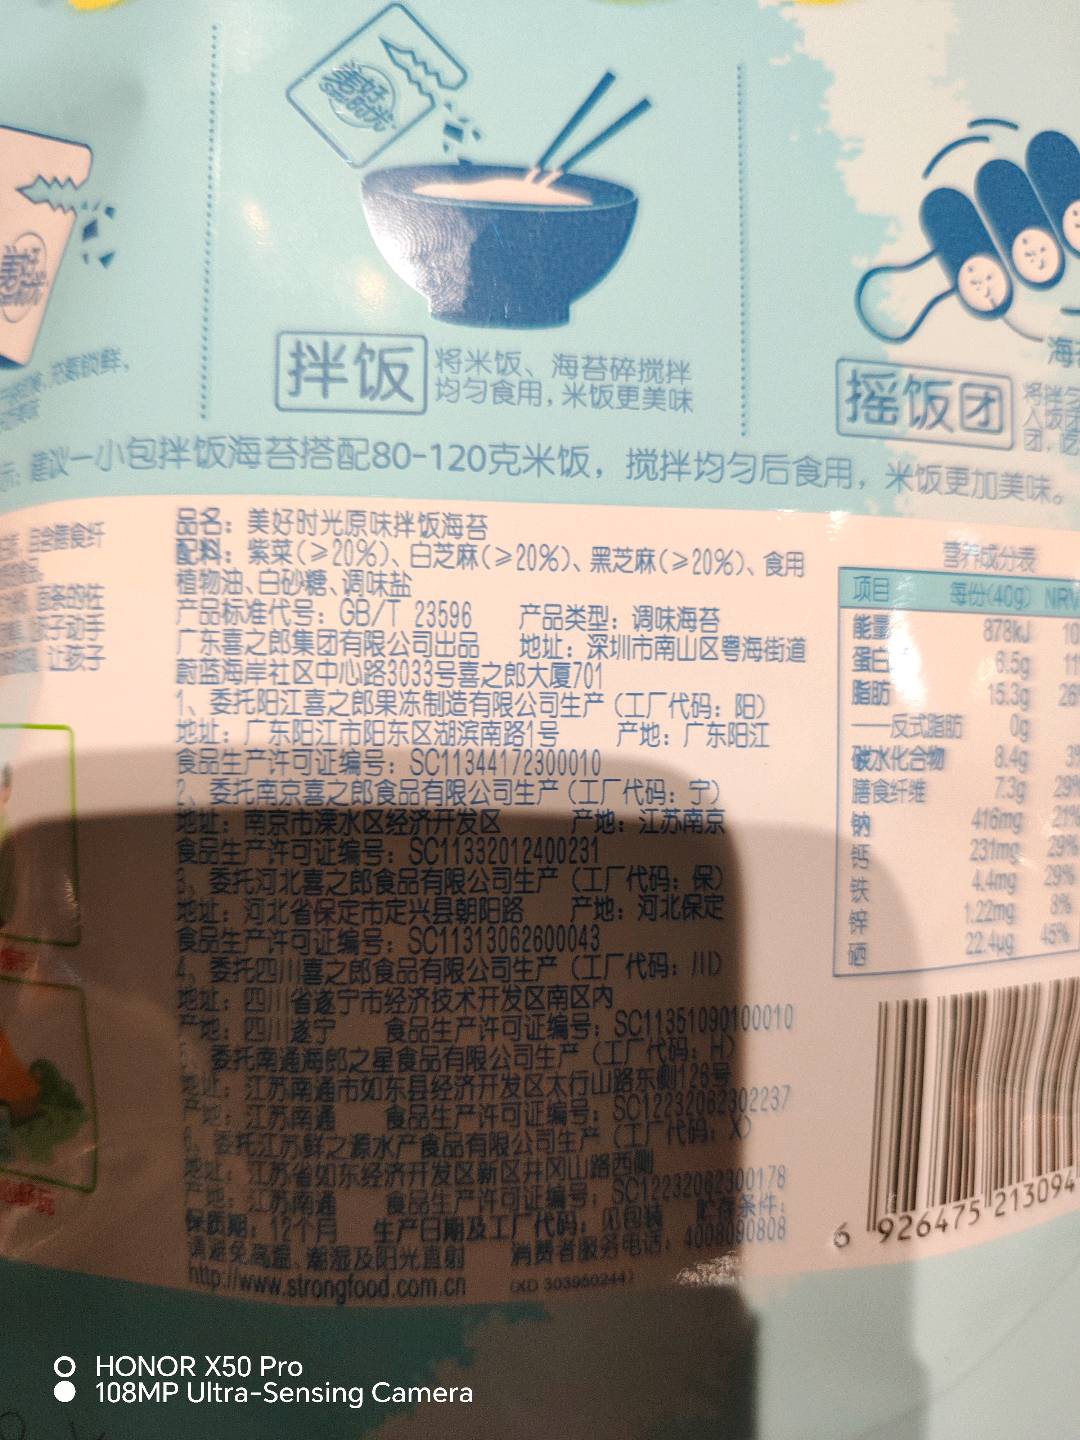 美好时光
美好时光
拌饭
将米饭、海苔碎搅拌
均匀食用，米饭更美味
摇饭团
建议一小包拌饭海苔搭配80-120克米饭，搅拌均匀后食用，米饭更加美味。
品名：美好时光原味拌饭海苔
配料：紫菜(≥20%)、白芝麻(≥20%)、黑芝麻(≥20%)、食用
植物油、白砂糖、调味盐
产品标准代号：GB/T 23596 产品类型：调味海苔
广东喜之郎集团有限公司出品 地址：深圳市南山区粤海街道
蔚蓝海岸社区中心路3033号喜之郎大厦701
1、委托阳江喜之郎果冻制造有限公司生产（工厂代码：阳）
地址：广东阳江市阳东区湖滨南路1号 产地：广东阳江
食品生产许可证编号：SC11344172300010
2、委托南京喜之郎食品有限公司生产（工厂代码：宁）
地址：南京市溧水区经济开发区 产地：江苏南京
食品生产许可证编号：SC11332012400231
3、委托河北喜之郎食品有限公司生产（工厂代码：保）
地址：河北省保定市定兴县朝阳路 产地：河北保定
食品生产许可证编号：SC11313062600043
4、委托四川喜之郎食品有限公司生产（工厂代码：川）
地址：四川省遂宁市经济技术开发区南区内
产地：四川遂宁 食品生产许可证编号：SC11351090100010
5、委托南通海郎之星食品有限公司生产（工厂代码：H）
地址：江苏南通市如东县经济开发区太行山路东侧126号
产地：江苏南通 食品生产许可证编号：SC12232062302237
6、委托江苏鲜之源水产食品有限公司生产（工厂代码：X）
地址：江苏省如东经济开发区新区井冈山路西侧
产地：江苏南通 食品生产许可证编号：SC12232062300178
保质期：12个月 生产日期及工厂代码：见包装 贮存条件：
请避免高温、潮湿及阳光直射 消费者服务电话：4008090808
http://www.strongfood.com.cn (XD 303950244)
营养成分表
项目 每份(40g) NRV
能量 878kJ 10
蛋白 6.5g 11
脂肪 15.3g 26
——反式脂肪 0g
碳水化合物 8.4g 3%
膳食纤维 7.3g 29%
钠 416mg 21%
钙 231mg 29%
铁 4.4mg 29%
锌 1.22mg 8%
硒 22.4μg 45%
6 926475 213094
面条的佐
孩子动手
让孩子
HONOR X50 Pro
108MP Ultra-Sensing Camera